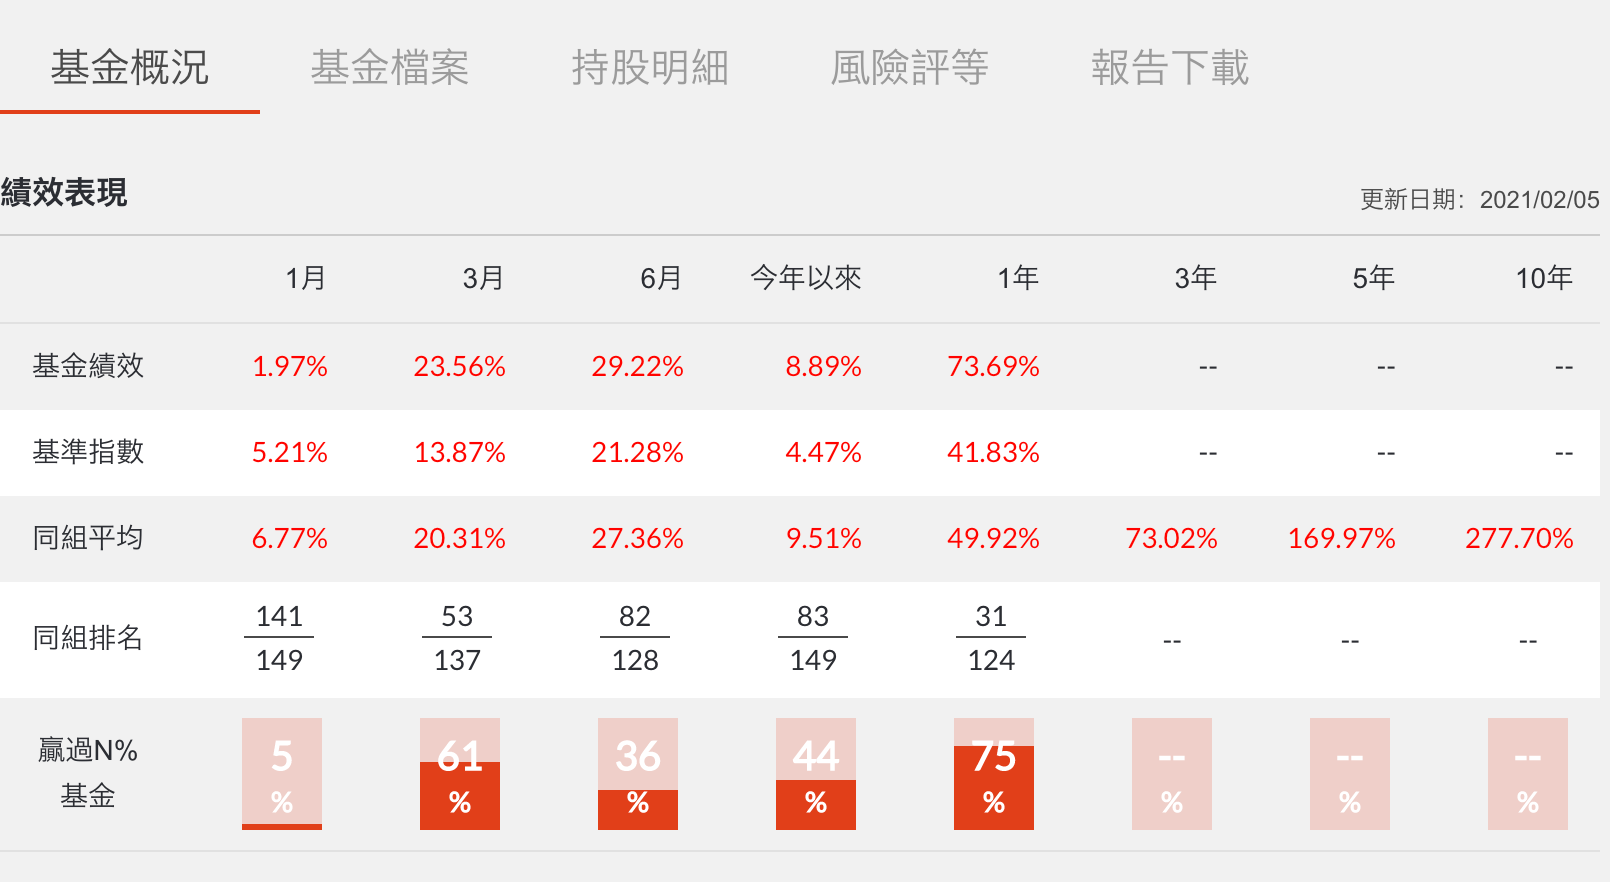 基金概況 基金檔案 持股明細 風險評等 報告下載
績效表現 更新日期：2021/02/05
1月 3月 6月 今年以來 1年 3年 5年 10年
基金績效 1.97% 23.56% 29.22% 8.89% 73.69% -- -- --
基準指數 5.21% 13.87% 21.28% 4.47% 41.83% -- -- --
同組平均 6.77% 20.31% 27.36% 9.51% 49.92% 73.02% 169.97% 277.70%
141 53 82 83 31
同組排名 -- -- --
149 137 128 149 124
贏過N% 5 61 36 44 75 -- -- --
基金 % % % % % % % %